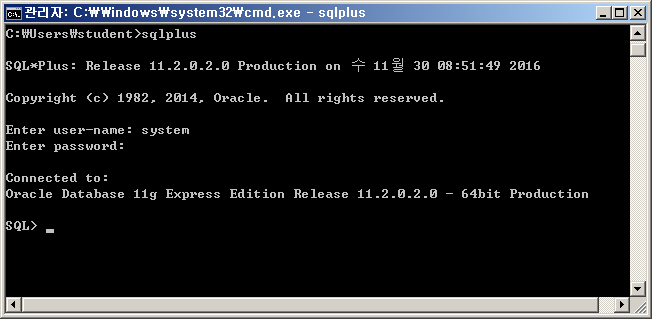 관리자: C:₩Windows₩system32₩cmd.exe - sqlplus
C:₩Users₩student>sqlplus
SQL*Plus: Release 11.2.0.2.0 Production on 수 11월 30 08:51:49 2016
Copyright (c) 1982, 2014, Oracle.  All rights reserved.
Enter user-name: system
Enter password:
Connected to:
Oracle Database 11g Express Edition Release 11.2.0.2.0 - 64bit Production
SQL> _